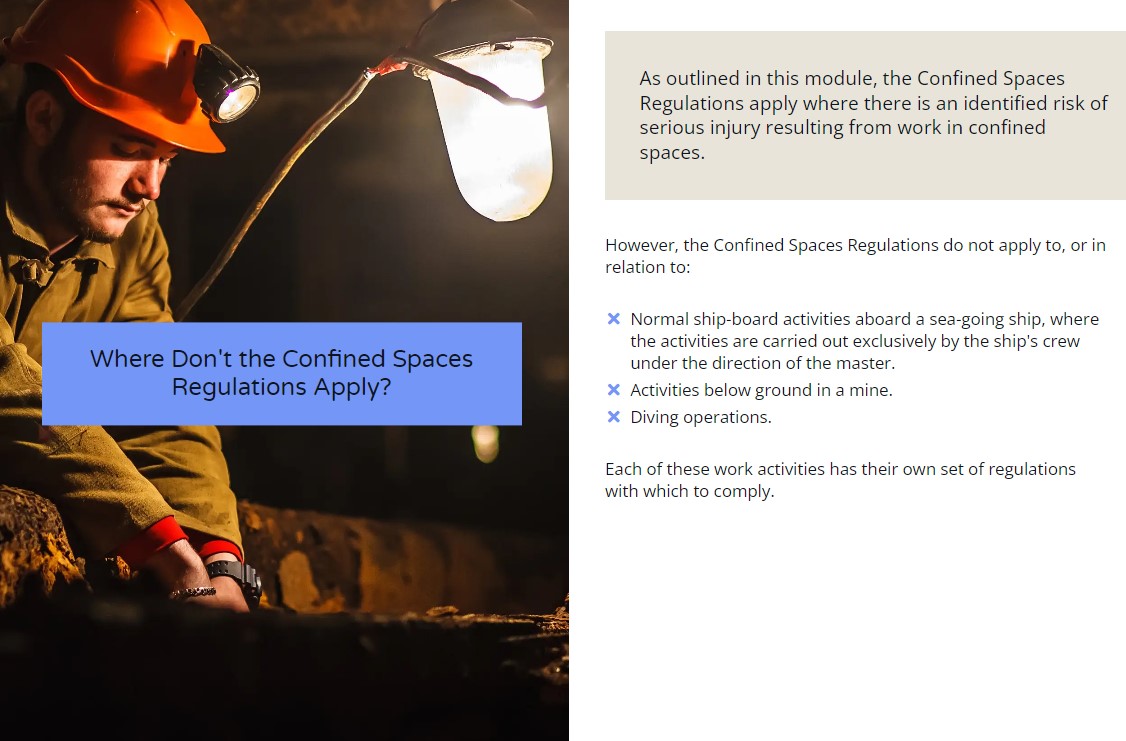 Where Don't the Confined Spaces
Regulations Apply?
As outlined in this module, the Confined Spaces
Regulations apply where there is an identified risk of
serious injury resulting from work in confined
spaces.
However, the Confined Spaces Regulations do not apply to, or in
relation to:
Normal ship-board activities aboard a sea-going ship, where
the activities are carried out exclusively by the ship's crew
under the direction of the master.
Activities below ground in a mine.
Diving operations.
Each of these work activities has their own set of regulations
with which to comply.